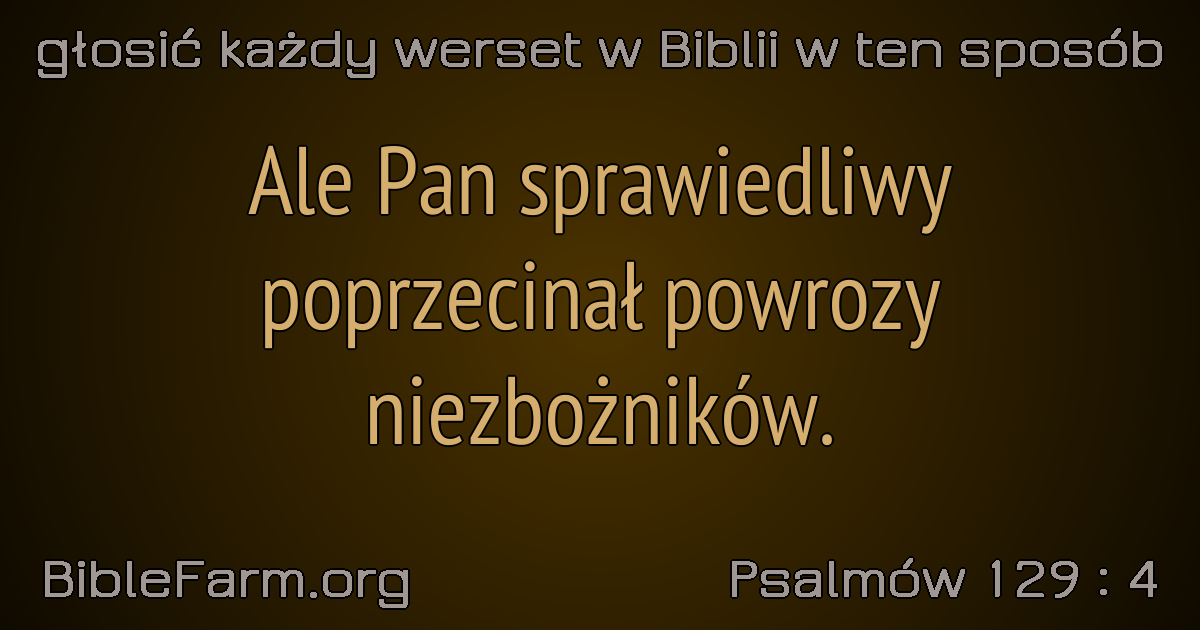 głosić każdy werset w Biblii w ten sposób
Ale Pan sprawiedliwy
poprzecinał powrozy
niezbożników.
BibleFarm.org
Psalmów 129 : 4